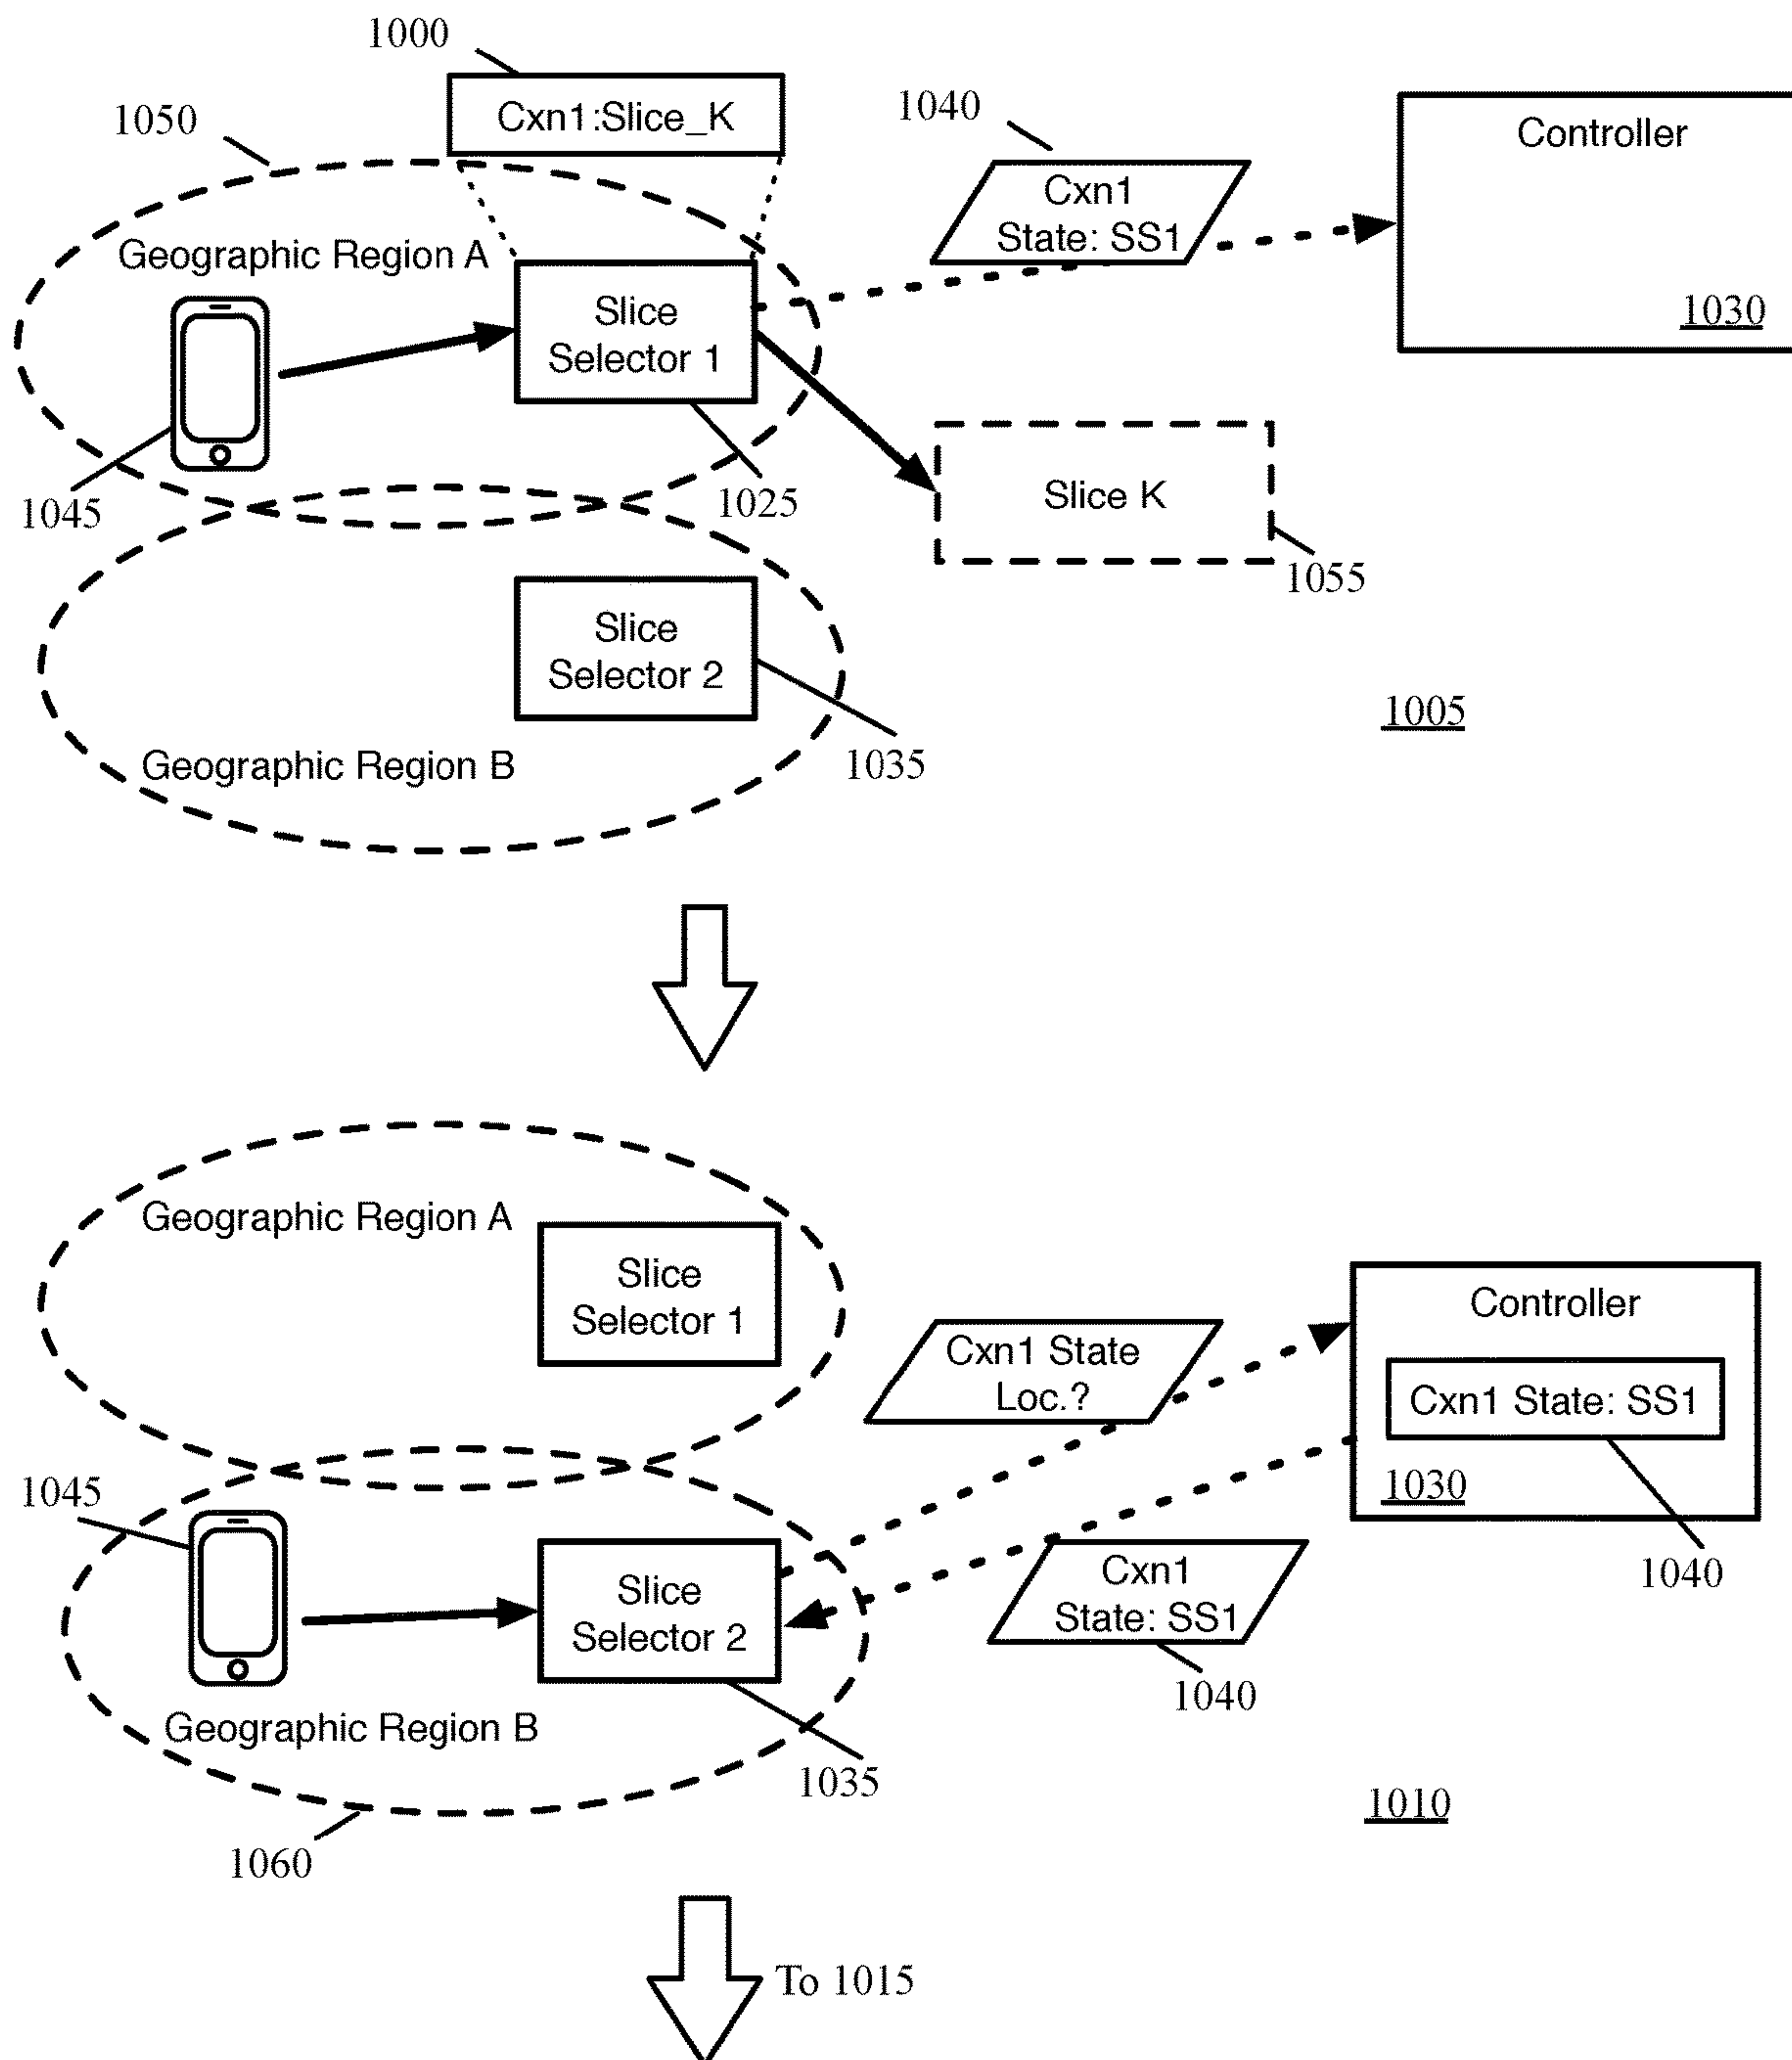 1000
Cxn1:Slice_K
1050
1040
Controller
Cxn1
State: SS1
Geographic Region A
1030
Slice
Selector 1
1045
1025
Slice K
1055
Slice
Selector 2
1005
1035
Geographic Region B
Geographic Region A
Slice
Selector 1
Controller
Cxn1 State
Loc.?
Cxn1 State: SS1
1045
1030
Slice
Selector 2
Cxn1
State: SS1
1040
1040
Geographic Region B
1035
1010
1060
To 1015